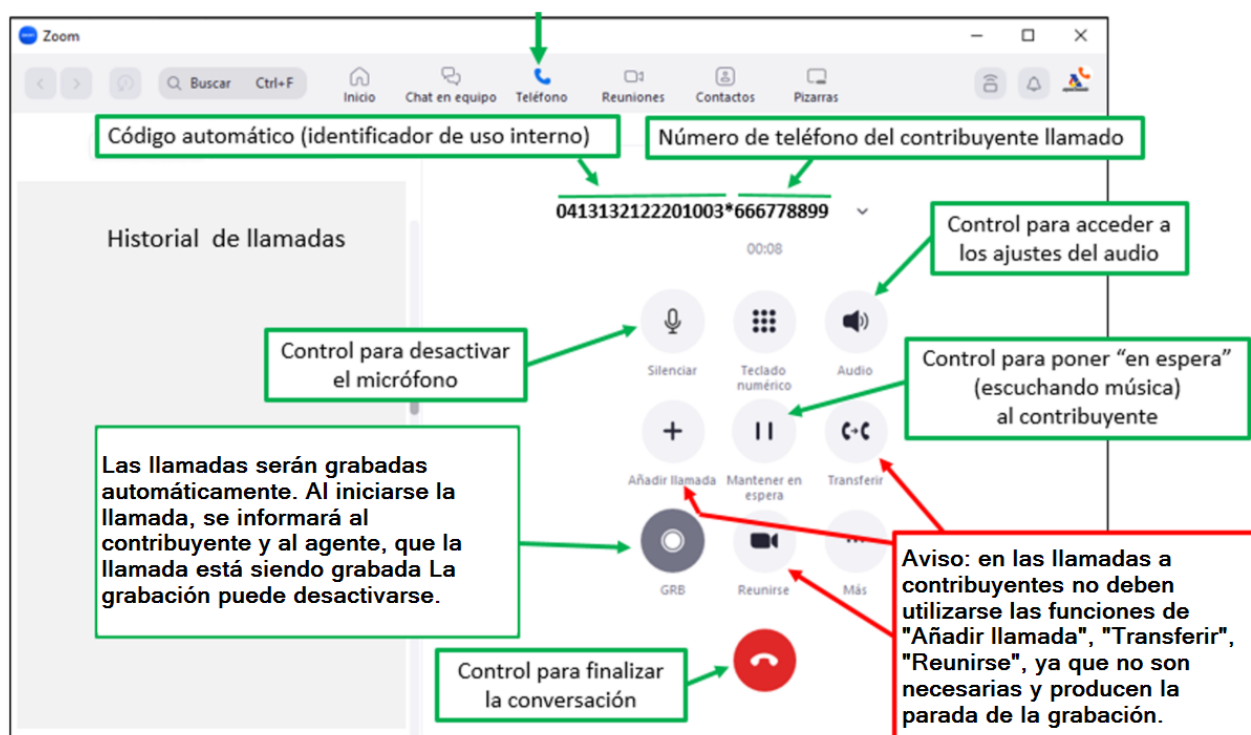 Zoom
Buscar Ctrl+F
Inicio
Chat en equipo
Teléfono
Reuniones
Contactos
Pizarras
Código automático (identificador de uso interno)
Número de teléfono del contribuyente llamado
0413132122201003*666778899
00:08
Historial de llamadas
Control para acceder a
los ajustes del audio
Control para desactivar
el micrófono
Silenciar
Teclado
numérico
Audio
Control para poner “en espera”
(escuchando música)
al contribuyente
Añadir llamada
Mantener en
espera
Transferir
Las llamadas serán grabadas
automáticamente. Al iniciarse la
llamada, se informará al
contribuyente y al agente, que la
llamada está siendo grabada La
grabación puede desactivarse.
GRB
Reunirse
Más
Aviso: en las llamadas a
contribuyentes no deben
utilizarse las funciones de
"Añadir llamada", "Transferir",
"Reunirse", ya que no son
necesarias y producen la
parada de la grabación.
Control para finalizar
la conversación